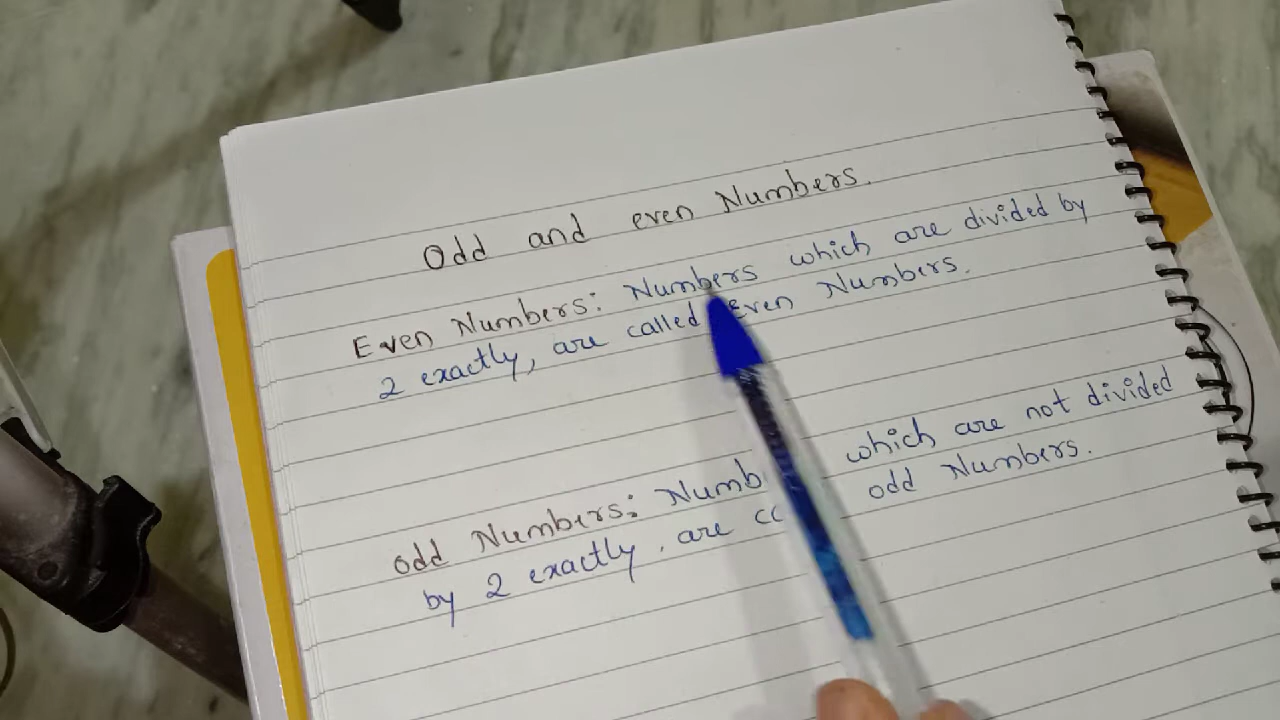 Odd and even Numbers.
Even Numbers: Numbers which are divided by
2 exactly, are called Even Numbers.
odd Numbers: which are not divided
by 2 exactly, are odd Numbers.